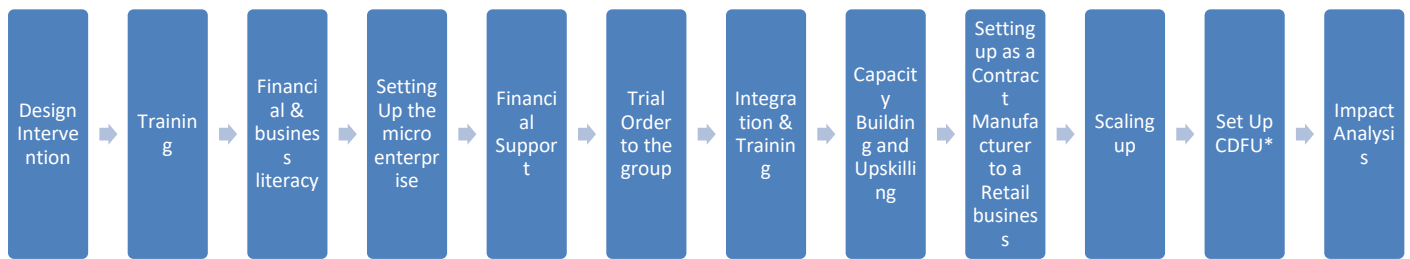 Design
Interve
ntion
Trainin
g
Financi
al &
busines
s
literacy
Setting
Up the
micro
enterpr
ise
Financi
al
Suppor
t
Trial
Order
to the
group
Integra
tion &
Trainin
g
Capacit
y
Buildin
g and
Upskilli
ng
Setting
up as a
Contrac
t
Manufa
cturer
to a
Retail
busines
s
Scaling
up
Set Up
CDFU*
Impact
Analysi
s